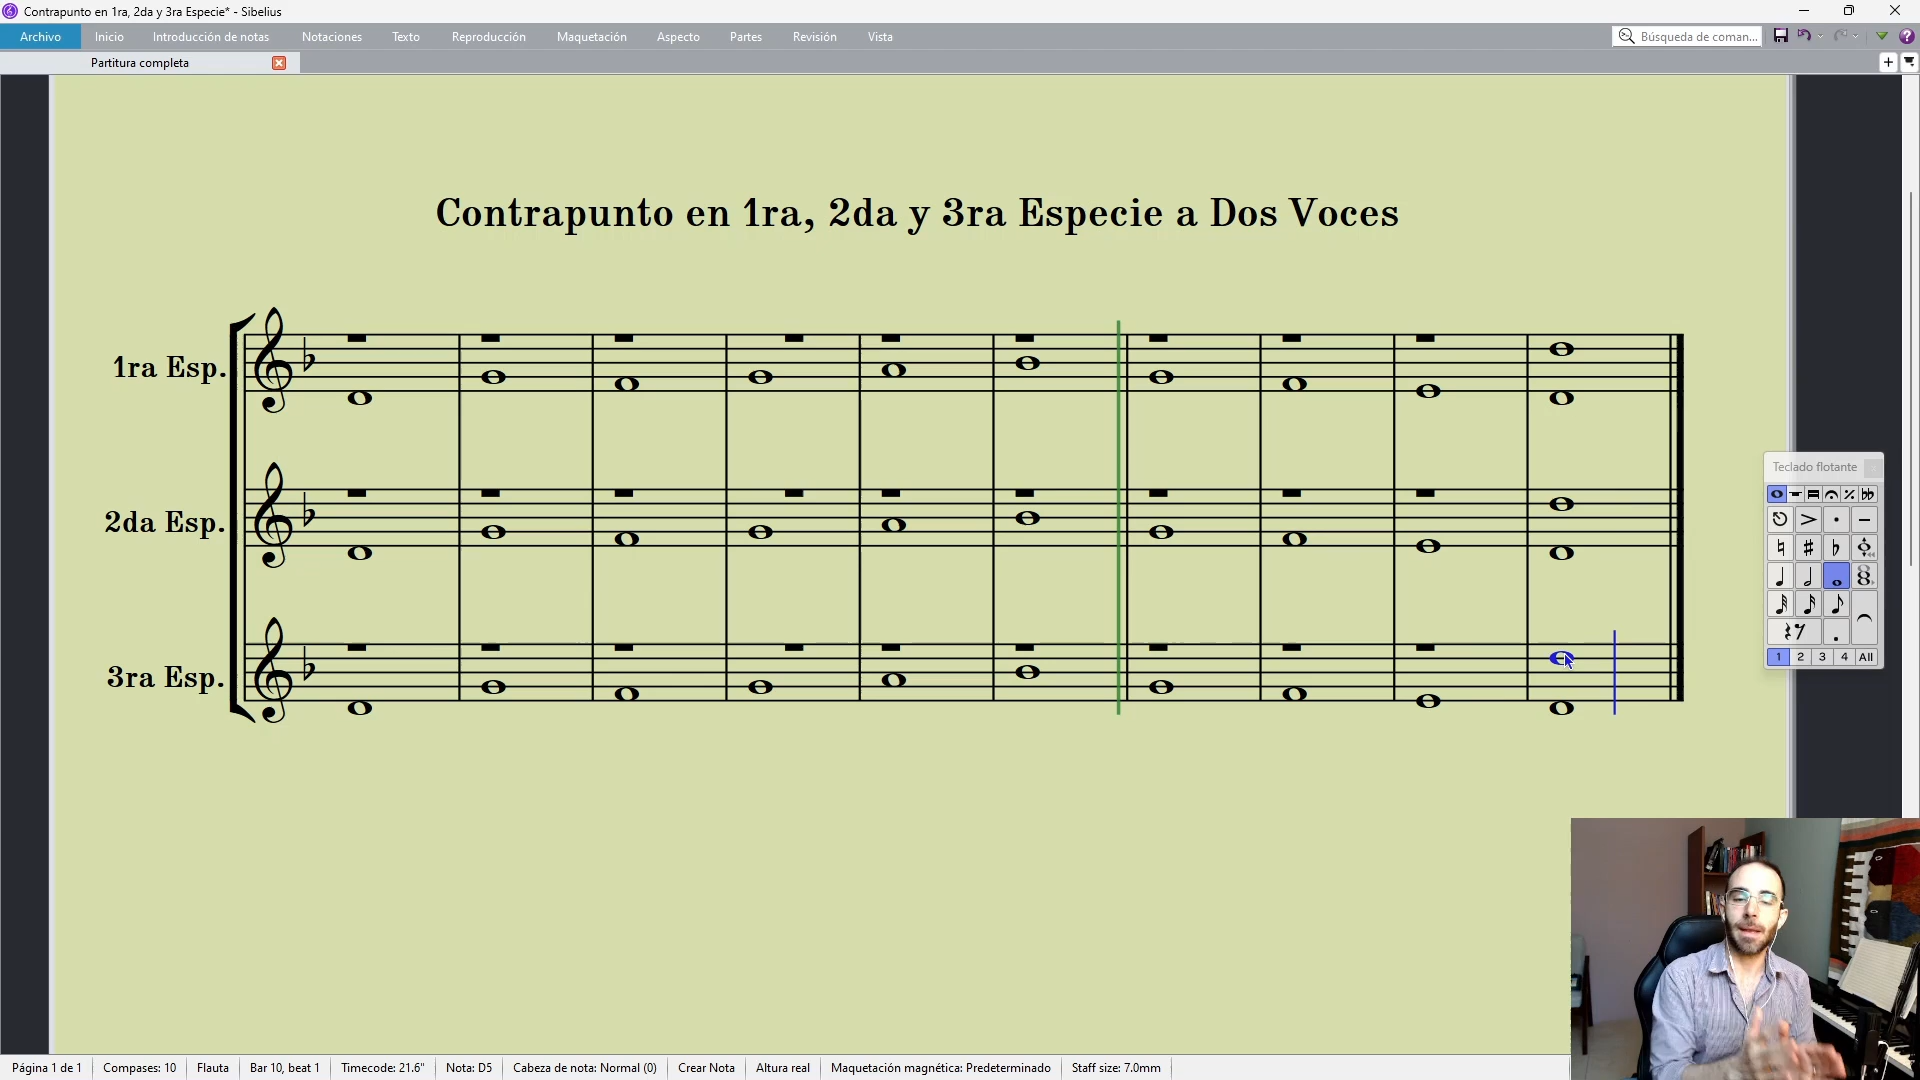 Contrapunto en 1ra, 2da y 3ra Especie* - Sibelius
Archivo Inicio Introducción de notas Notaciones Texto Reproducción Maquetación Aspecto Partes Revisión Vista Búsqueda de coman...
Partitura completa
Contrapunto en 1ra, 2da y 3ra Especie a Dos Voces
1ra Esp.
2da Esp.
3ra Esp.
Teclado flotante
1 2 3 4 All
Página 1 de 1 Compases: 10 Flauta Bar 10, beat 1 Timecode: 21.6" Nota: D5 Cabeza de nota: Normal (0) Crear Nota Altura real Maquetación magnética: Predeterminado Staff size: 7.0mm